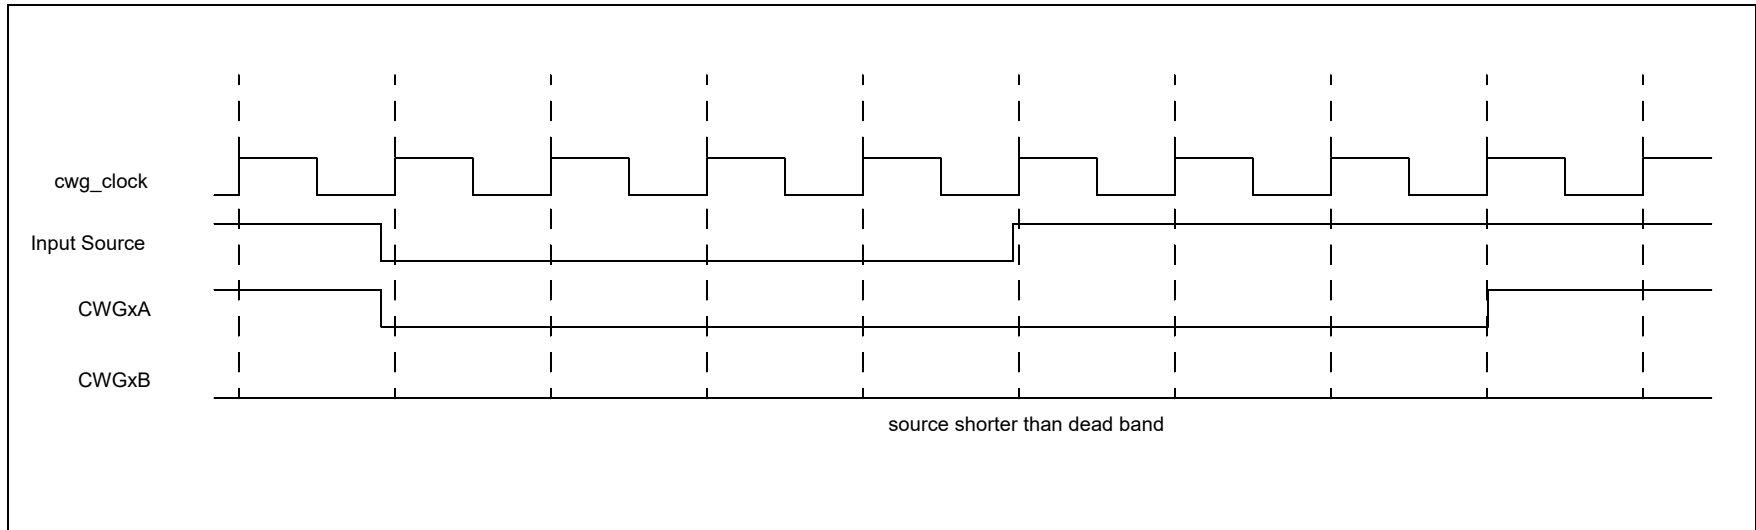 cwg_clock
Input Source
CWGxA
CWGxB
source shorter than dead band